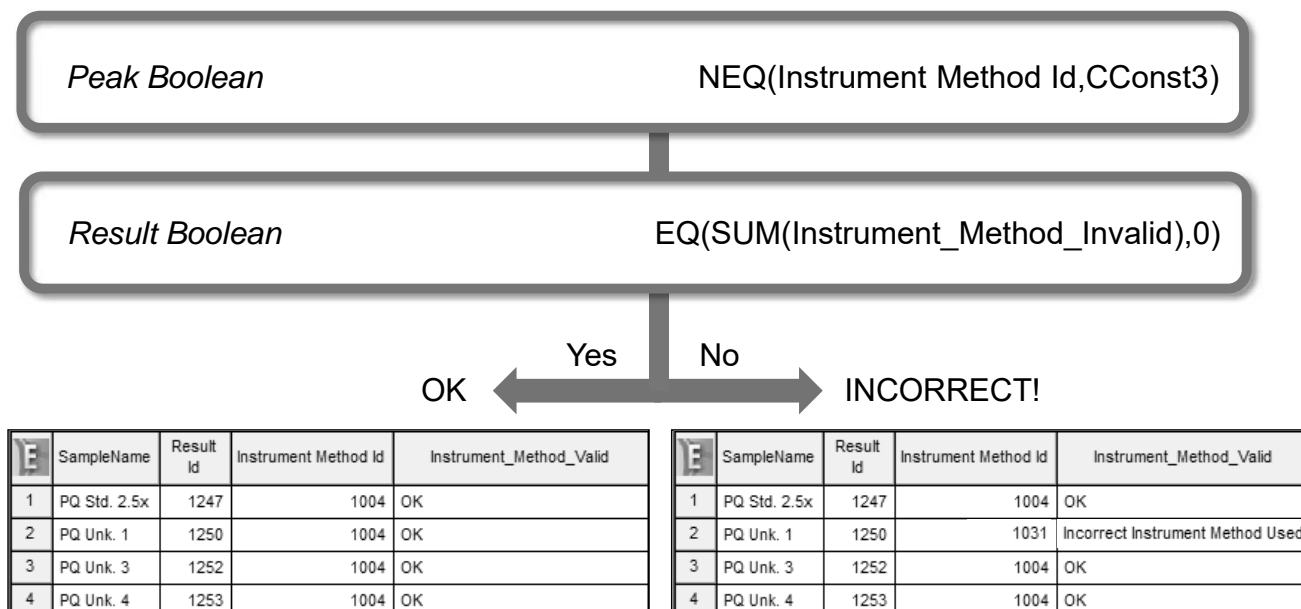 Peak Boolean NEQ(Instrument Method Id,CConst3)
Result Boolean EQ(SUM(Instrument_Method_Invalid),0)
Yes No
OK INCORRECT!
SampleName Result Id Instrument Method Id Instrument_Method_Valid
1 PQ Std. 2.5x 1247 1004 OK
2 PQ Unk. 1 1250 1004 OK
3 PQ Unk. 3 1252 1004 OK
4 PQ Unk. 4 1253 1004 OK
SampleName Result Id Instrument Method Id Instrument_Method_Valid
1 PQ Std. 2.5x 1247 1004 OK
2 PQ Unk. 1 1250 1031 Incorrect Instrument Method Used
3 PQ Unk. 3 1252 1004 OK
4 PQ Unk. 4 1253 1004 OK